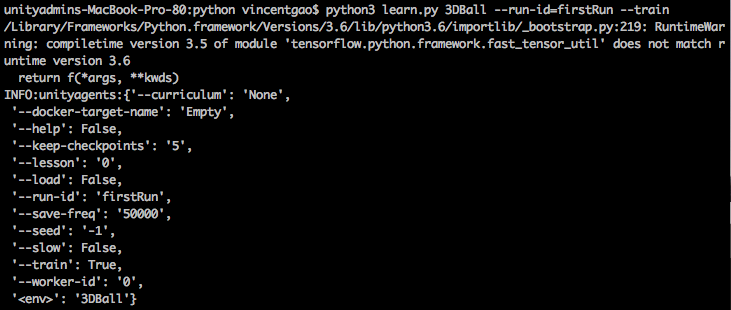 unityadmins-MacBook-Pro-80:python vincentgao$ python3 learn.py 3DBall --run-id=firstRun --train
/Library/Frameworks/Python.framework/Versions/3.6/lib/python3.6/importlib/_bootstrap.py:219: RuntimeWar
ning: compiletime version 3.5 of module 'tensorflow.python.framework.fast_tensor_util' does not match r
untime version 3.6
  return f(*args, **kwds)
INFO:unityagents:{'--curriculum': 'None',
 '--docker-target-name': 'Empty',
 '--help': False,
 '--keep-checkpoints': '5',
 '--lesson': '0',
 '--load': False,
 '--run-id': 'firstRun',
 '--save-freq': '50000',
 '--seed': '-1',
 '--slow': False,
 '--train': True,
 '--worker-id': '0',
 '<env>': '3DBall'}